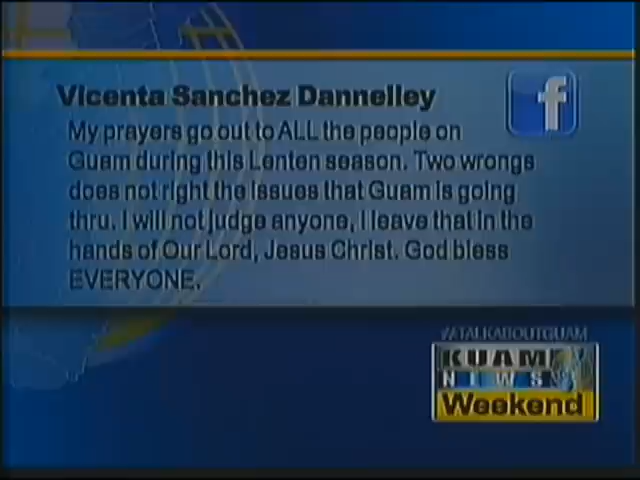 Vicenta Sanchez Dannelley
My prayers go out to ALL the people on
Guam during this Lenten season. Two wrongs
does not right the issues that Guam is going
thru. I will not judge anyone, I leave that in the
hands of Our Lord, Jesus Christ. God bless
EVERYONE.
f
#ATALKABOUTGUAM
KUAM
NEWS
Weekend